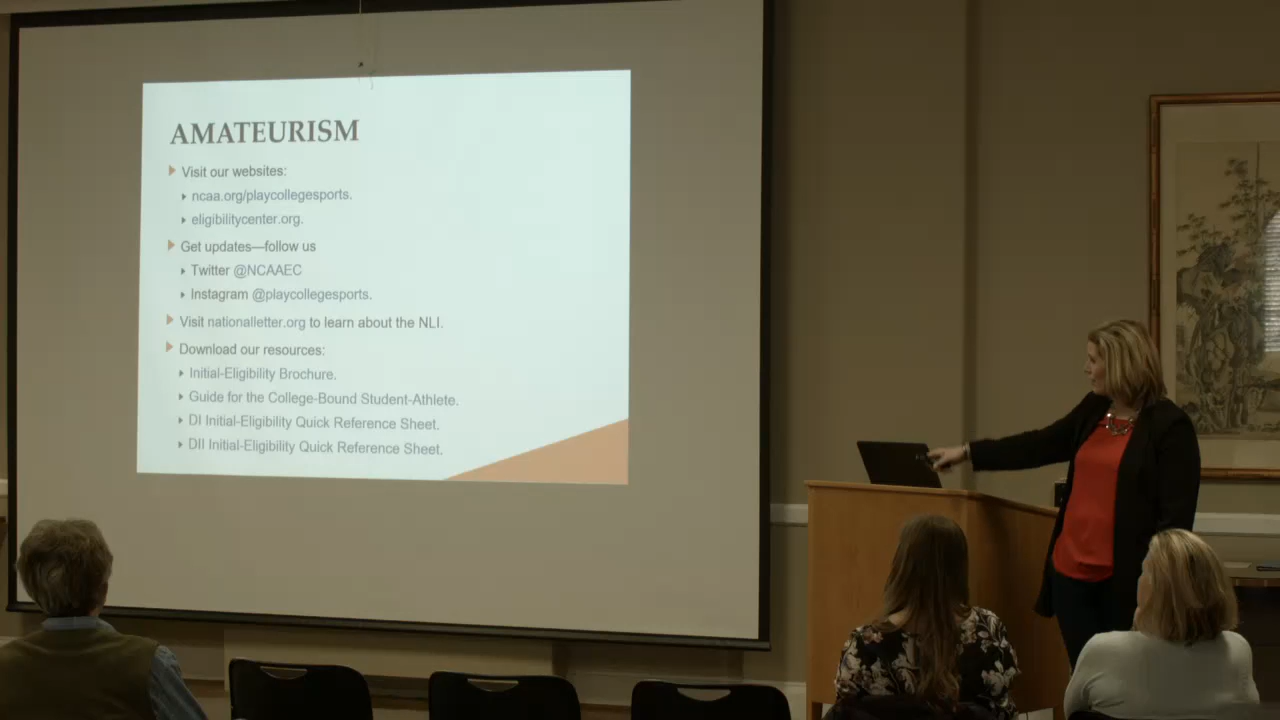 AMATEURISM
Visit our websites:
ncaa.org/playcollegesports.
eligibilitycenter.org.
Get updates—follow us
Twitter @NCAAEC
Instagram @playcollegesports.
Visit nationalletter.org to learn about the NLI.
Download our resources:
Initial-Eligibility Brochure.
Guide for the College-Bound Student-Athlete.
DI Initial-Eligibility Quick Reference Sheet.
DII Initial-Eligibility Quick Reference Sheet.